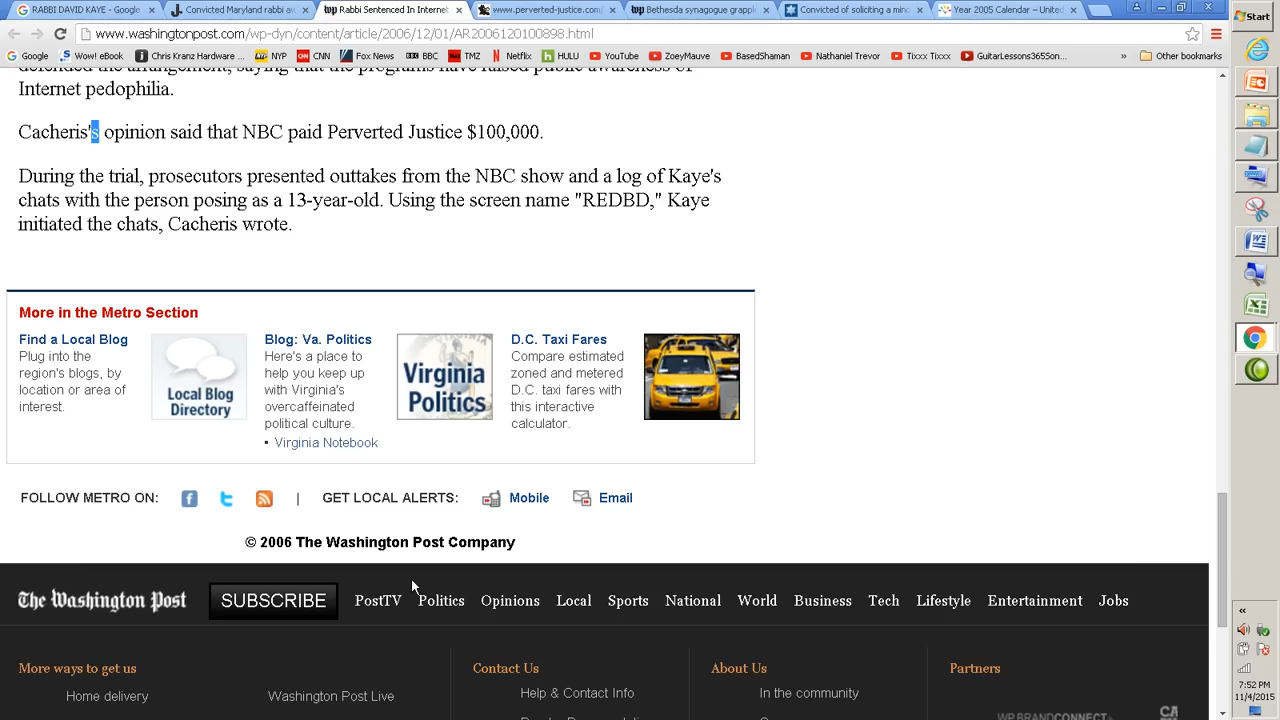 RABBI DAVID KAYE - Google
Convicted Maryland rabbi aw
Rabbi Sentenced In Internet
www.perverted-justice.com/
Bethesda synagogue grapple
Convicted of soliciting a mino
Year 2005 Calendar – United
www.washingtonpost.com/wp-dyn/content/article/2006/12/01/AR2006120100898.html
Google Wow! eBook Chris Kranz Hardware ... NYP CNN Fox News BBC TMZ Netflix HULU YouTube ZoeyMauve BasedShaman Nathaniel Trevor Tixxx Tixxx GuitarLessons365Son... » Other bookmarks
defended the arrangement, saying that the programs have raised public awareness of
Internet pedophilia.
Cacheris's opinion said that NBC paid Perverted Justice $100,000.
During the trial, prosecutors presented outtakes from the NBC show and a log of Kaye's
chats with the person posing as a 13-year-old. Using the screen name "REDBD," Kaye
initiated the chats, Cacheris wrote.
More in the Metro Section
Find a Local Blog
Plug into the
region's blogs, by
location or area of
interest.
Local Blog
Directory
Blog: Va. Politics
Here's a place to
help you keep up
with Virginia's
overcaffeinated
political culture.
▪ Virginia Notebook
Virginia
Politics
D.C. Taxi Fares
Compare estimated
zoned and metered
D.C. taxi fares with
this interactive
calculator.
FOLLOW METRO ON: | GET LOCAL ALERTS: Mobile Email
© 2006 The Washington Post Company
The Washington Post SUBSCRIBE PostTV Politics Opinions Local Sports National World Business Tech Lifestyle Entertainment Jobs
More ways to get us
Home delivery
Washington Post Live
Contact Us
Help & Contact Info
About Us
In the community
Partners
WP BRANDCONNECT
Start
«
7:52 PM
11/4/2015